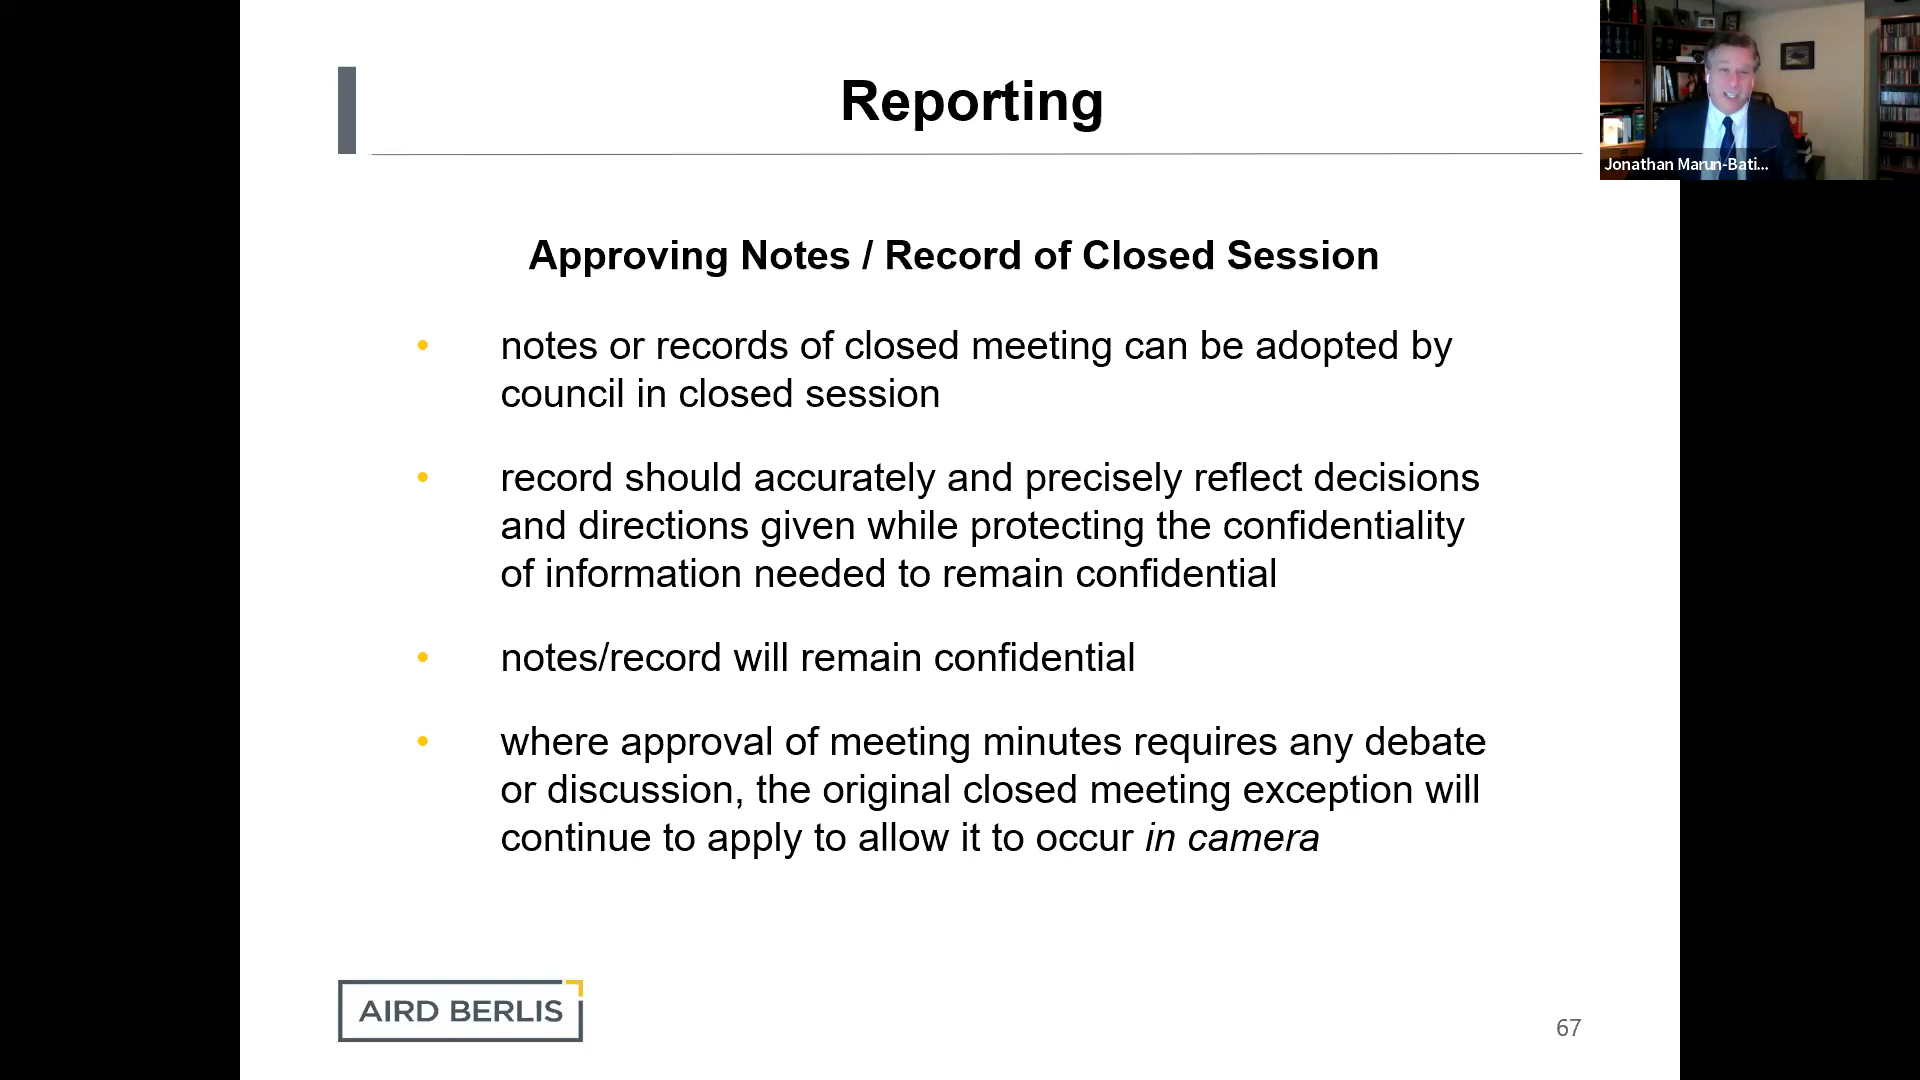 Reporting
Jonathan Marun-Bati...
Approving Notes / Record of Closed Session
• notes or records of closed meeting can be adopted by
council in closed session
• record should accurately and precisely reflect decisions
and directions given while protecting the confidentiality
of information needed to remain confidential
• notes/record will remain confidential
• where approval of meeting minutes requires any debate
or discussion, the original closed meeting exception will
continue to apply to allow it to occur in camera
AIRD BERLIS
67